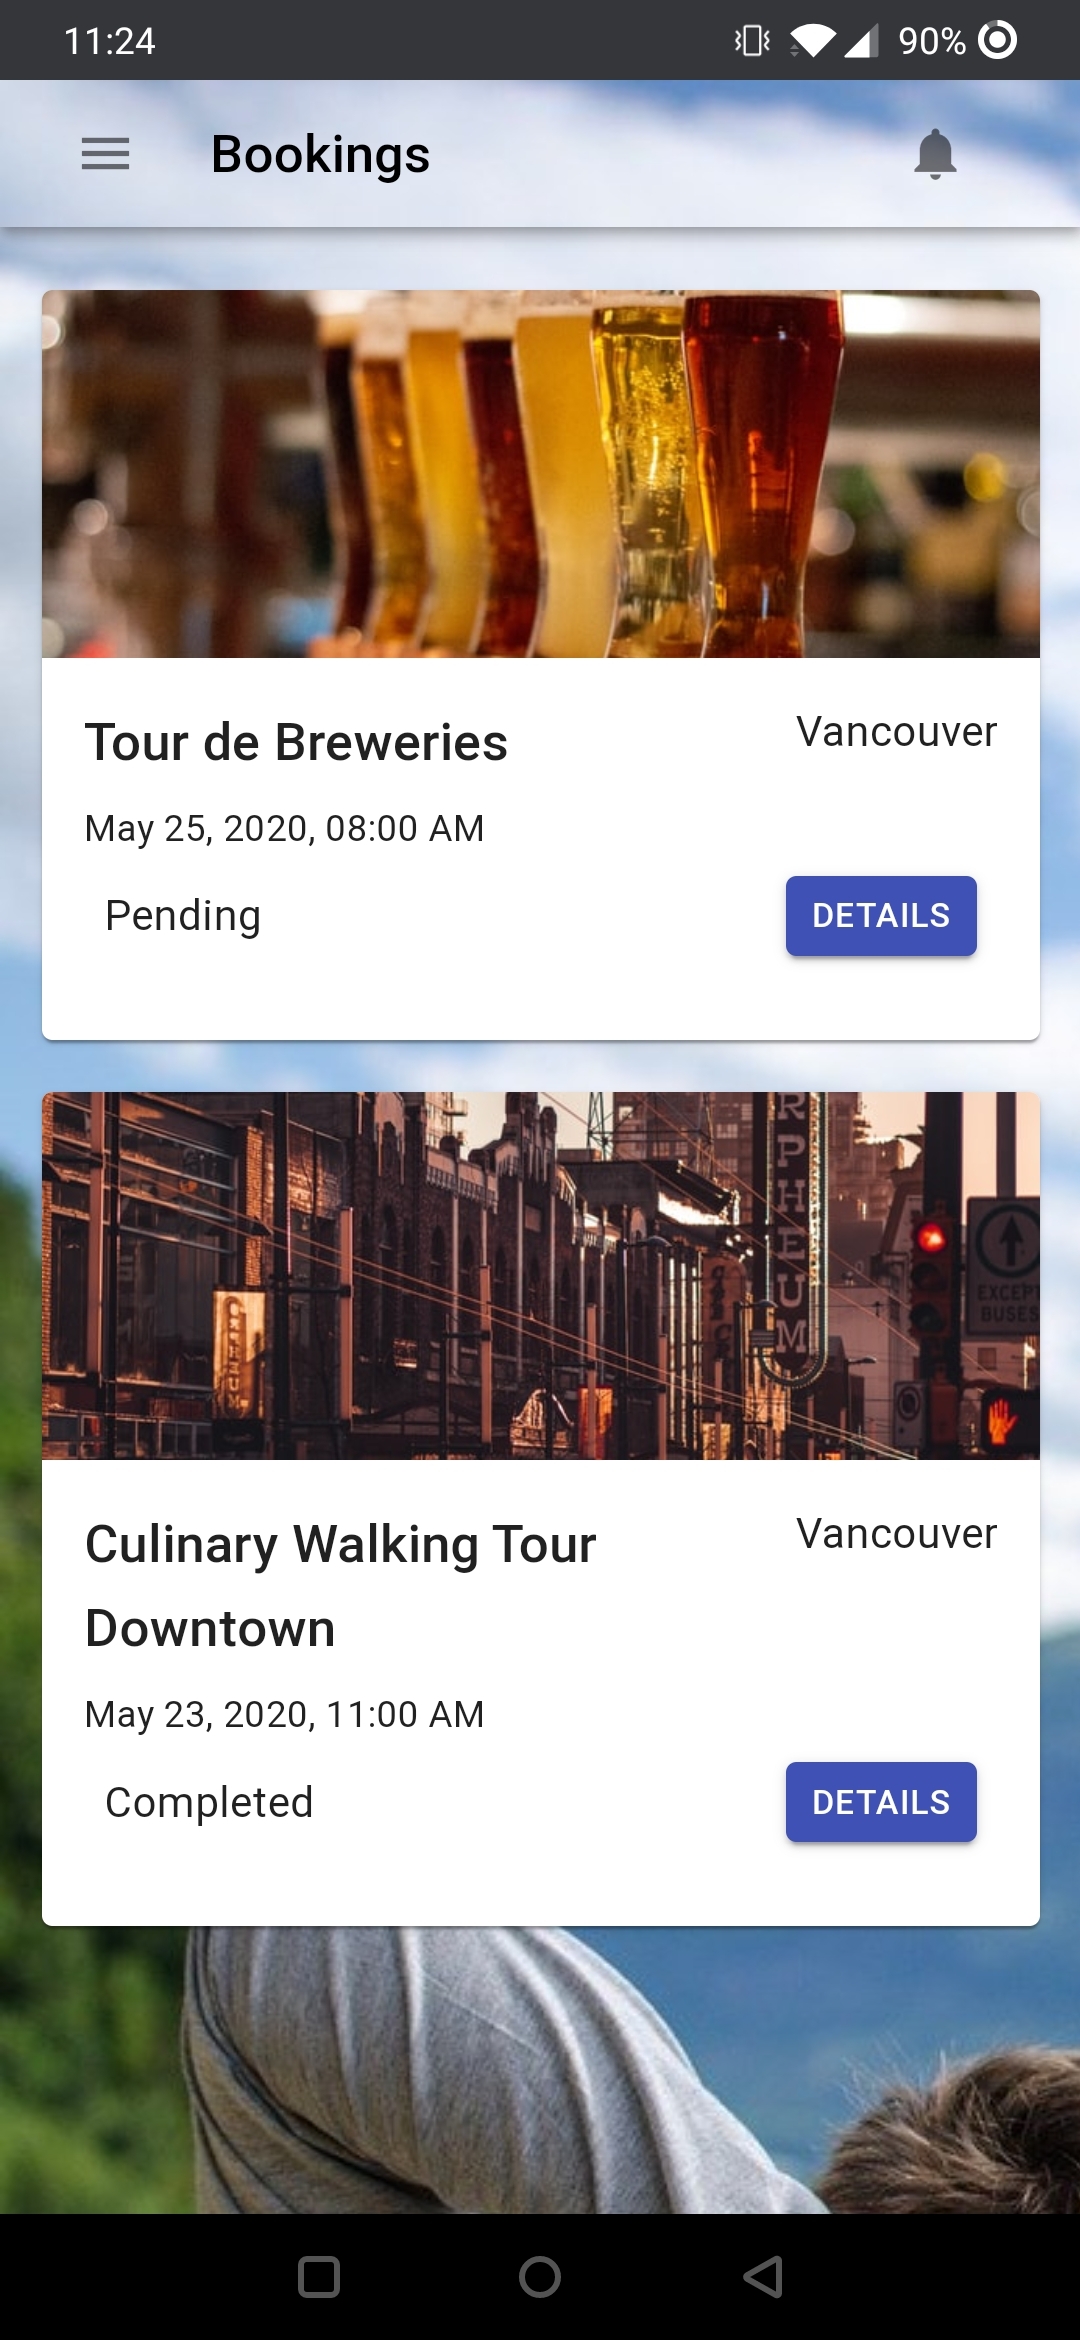 11:24
90%
Bookings
Tour de Breweries
Vancouver
May 25, 2020, 08:00 AM
Pending
DETAILS
RPHEUM
EXCEPT
BUSES
Culinary Walking Tour
Downtown
Vancouver
May 23, 2020, 11:00 AM
Completed
DETAILS